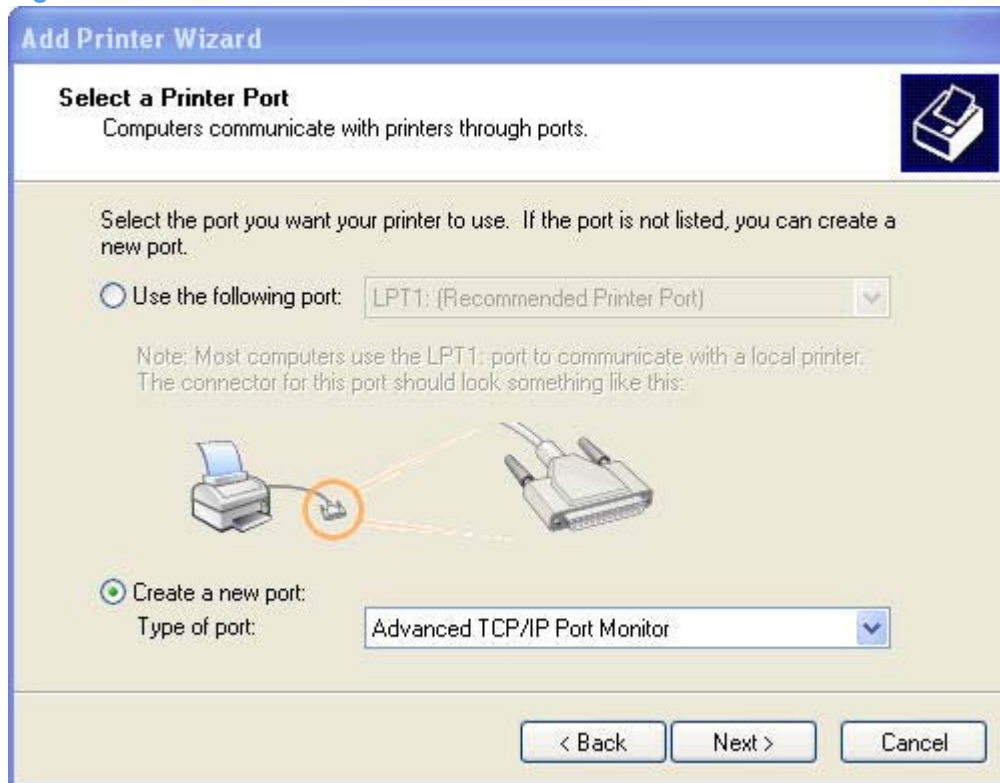 Add Printer Wizard
Select a Printer Port
Computers communicate with printers through ports.
Select the port you want your printer to use. If the port is not listed, you can create a
new port.
Use the following port: LPT1: (Recommended Printer Port)
Note: Most computers use the LPT1: port to communicate with a local printer.
The connector for this port should look something like this:
Create a new port:
Type of port: Advanced TCP/IP Port Monitor
< Back Next > Cancel